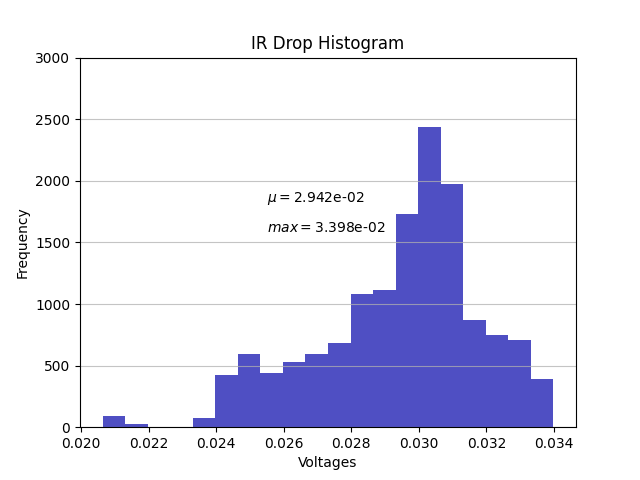 IR Drop Histogram
3000
2500
2000
1500
1000
500
0
Frequency
μ = 2.942e-02
max = 3.398e-02
0.020 0.022 0.024 0.026 0.028 0.030 0.032 0.034
Voltages